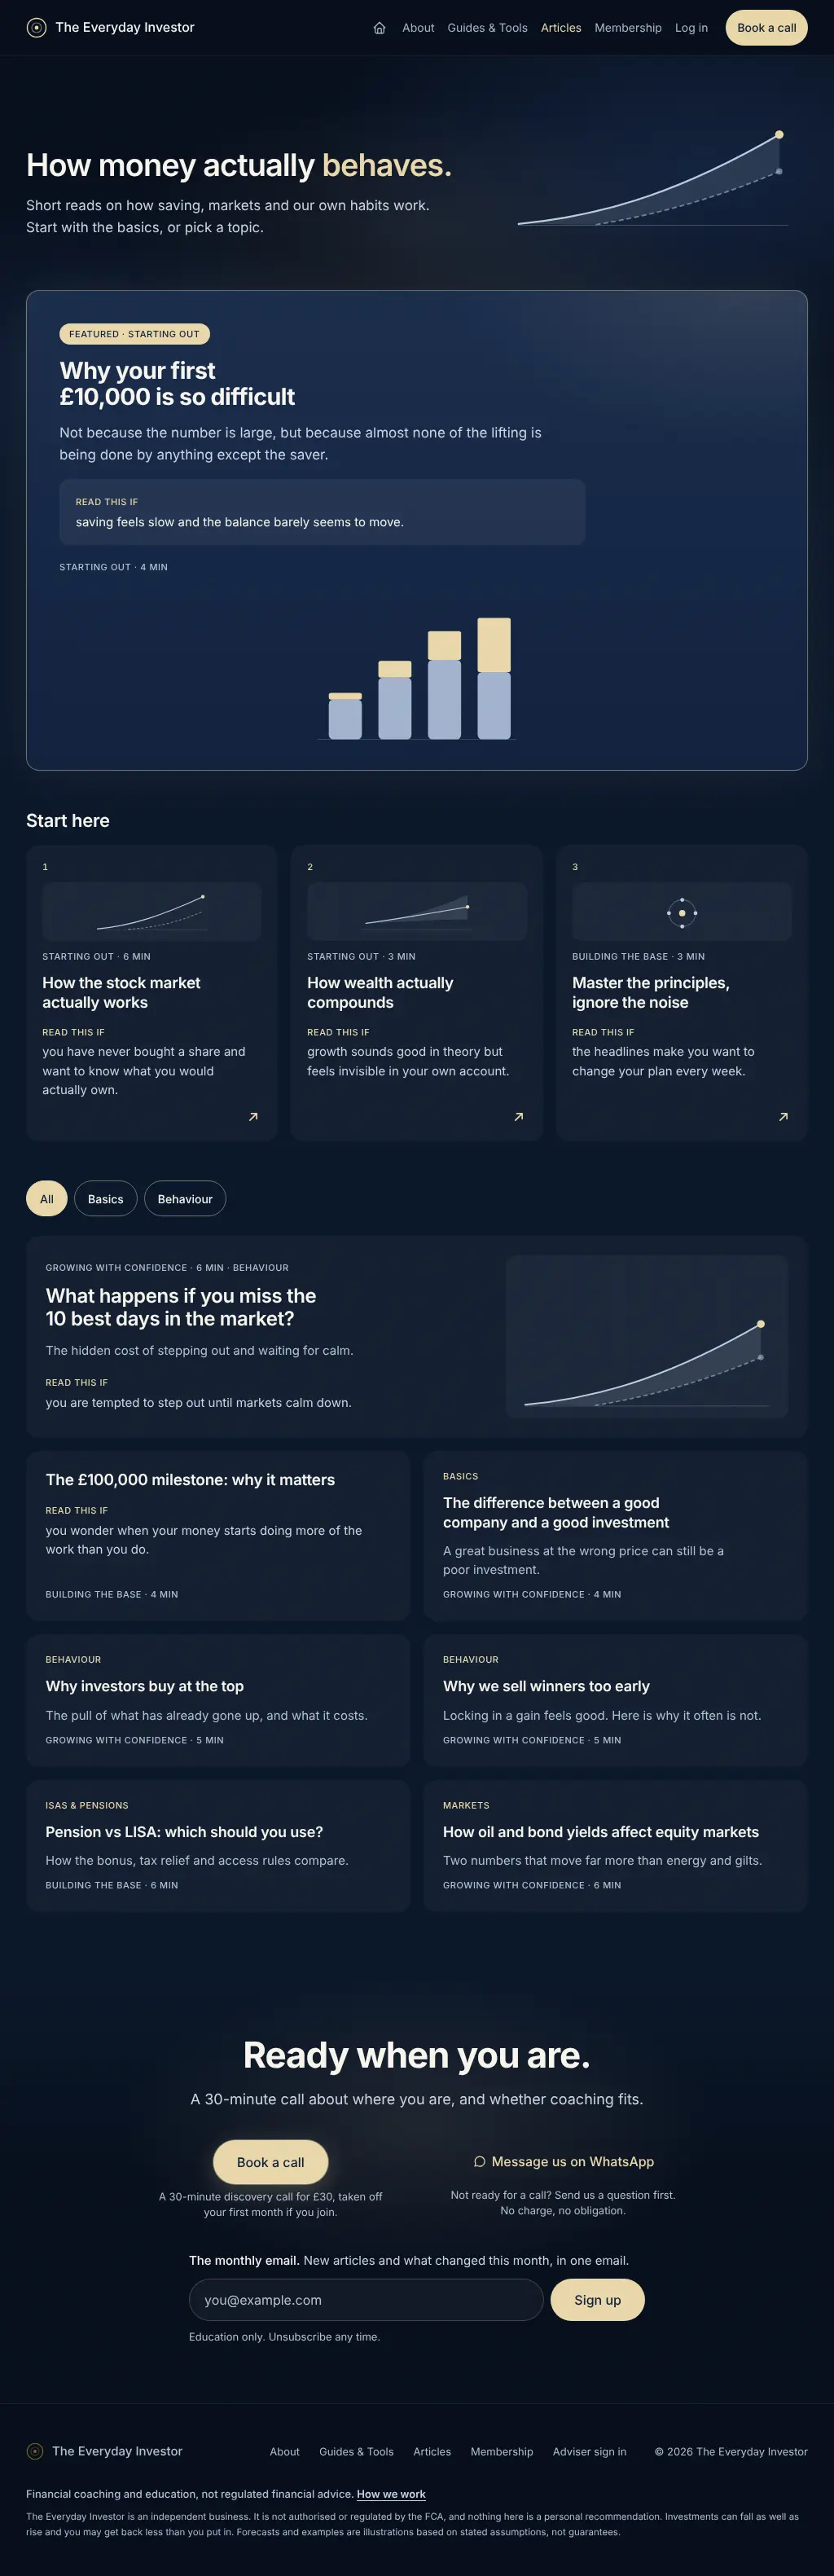 The Everyday Investor
About Guides & Tools Articles Membership Log in Book a call
How money actually behaves.
Short reads on how saving, markets and our own habits work.
Start with the basics, or pick a topic.
FEATURED · STARTING OUT
Why your first
£10,000 is so difficult
Not because the number is large, but because almost none of the lifting is
being done by anything except the saver.
READ THIS IF
saving feels slow and the balance barely seems to move.
STARTING OUT · 4 MIN
Start here
1
STARTING OUT · 6 MIN
How the stock market
actually works
READ THIS IF
you have never bought a share and
want to know what you would
actually own.
2
STARTING OUT · 3 MIN
How wealth actually
compounds
READ THIS IF
growth sounds good in theory but
feels invisible in your own account.
3
BUILDING THE BASE · 3 MIN
Master the principles,
ignore the noise
READ THIS IF
the headlines make you want to
change your plan every week.
All Basics Behaviour
GROWING WITH CONFIDENCE · 6 MIN · BEHAVIOUR
What happens if you miss the
10 best days in the market?
The hidden cost of stepping out and waiting for calm.
READ THIS IF
you are tempted to step out until markets calm down.
The £100,000 milestone: why it matters
READ THIS IF
you wonder when your money starts doing more of the
work than you do.
BUILDING THE BASE · 4 MIN
BASICS
The difference between a good
company and a good investment
A great business at the wrong price can still be a
poor investment.
GROWING WITH CONFIDENCE · 4 MIN
BEHAVIOUR
Why investors buy at the top
The pull of what has already gone up, and what it costs.
GROWING WITH CONFIDENCE · 5 MIN
BEHAVIOUR
Why we sell winners too early
Locking in a gain feels good. Here is why it often is not.
GROWING WITH CONFIDENCE · 5 MIN
ISAS & PENSIONS
Pension vs LISA: which should you use?
How the bonus, tax relief and access rules compare.
BUILDING THE BASE · 6 MIN
MARKETS
How oil and bond yields affect equity markets
Two numbers that move far more than energy and gilts.
GROWING WITH CONFIDENCE · 6 MIN
Ready when you are.
A 30-minute call about where you are, and whether coaching fits.
Book a call
A 30-minute discovery call for £30, taken off
your first month if you join.
Message us on WhatsApp
Not ready for a call? Send us a question first.
No charge, no obligation.
The monthly email. New articles and what changed this month, in one email.
you@example.com
Sign up
Education only. Unsubscribe any time.
The Everyday Investor
About Guides & Tools Articles Membership Adviser sign in © 2026 The Everyday Investor
Financial coaching and education, not regulated financial advice. How we work
The Everyday Investor is an independent business. It is not authorised or regulated by the FCA, and nothing here is a personal recommendation. Investments can fall as well as
rise and you may get back less than you put in. Forecasts and examples are illustrations based on stated assumptions, not guarantees.